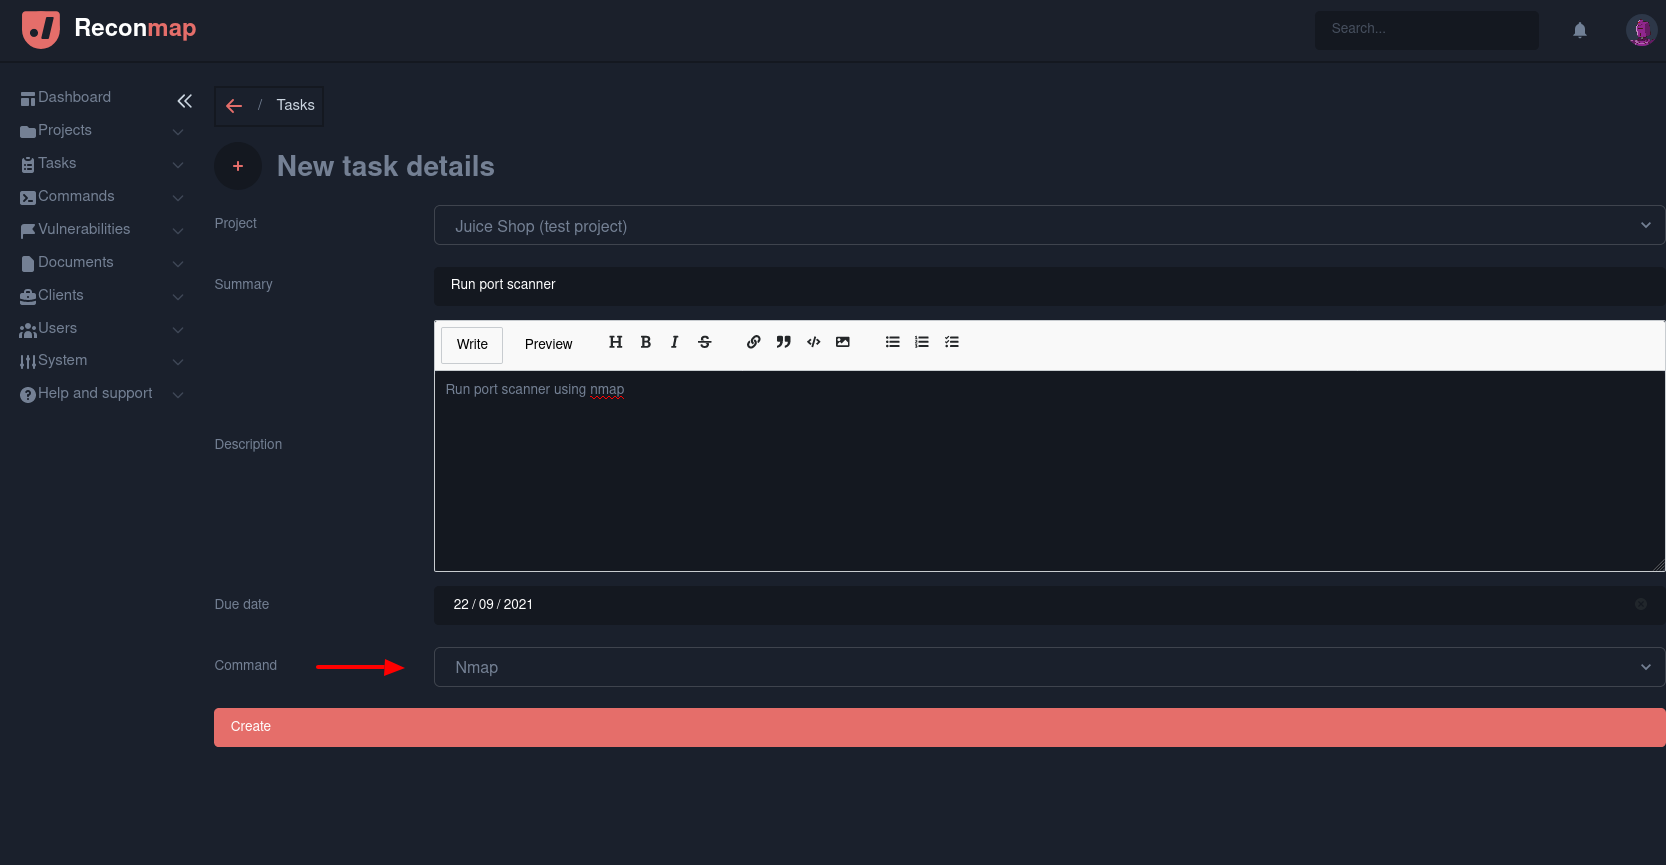 Reconmap
Search...
Dashboard
Projects
Tasks
Commands
Vulnerabilities
Documents
Clients
Users
System
Help and support
/ Tasks
New task details
Project
Juice Shop (test project)
Summary
Run port scanner
Write Preview
Run port scanner using nmap
Description
Due date
22 / 09 / 2021
Command
Nmap
Create